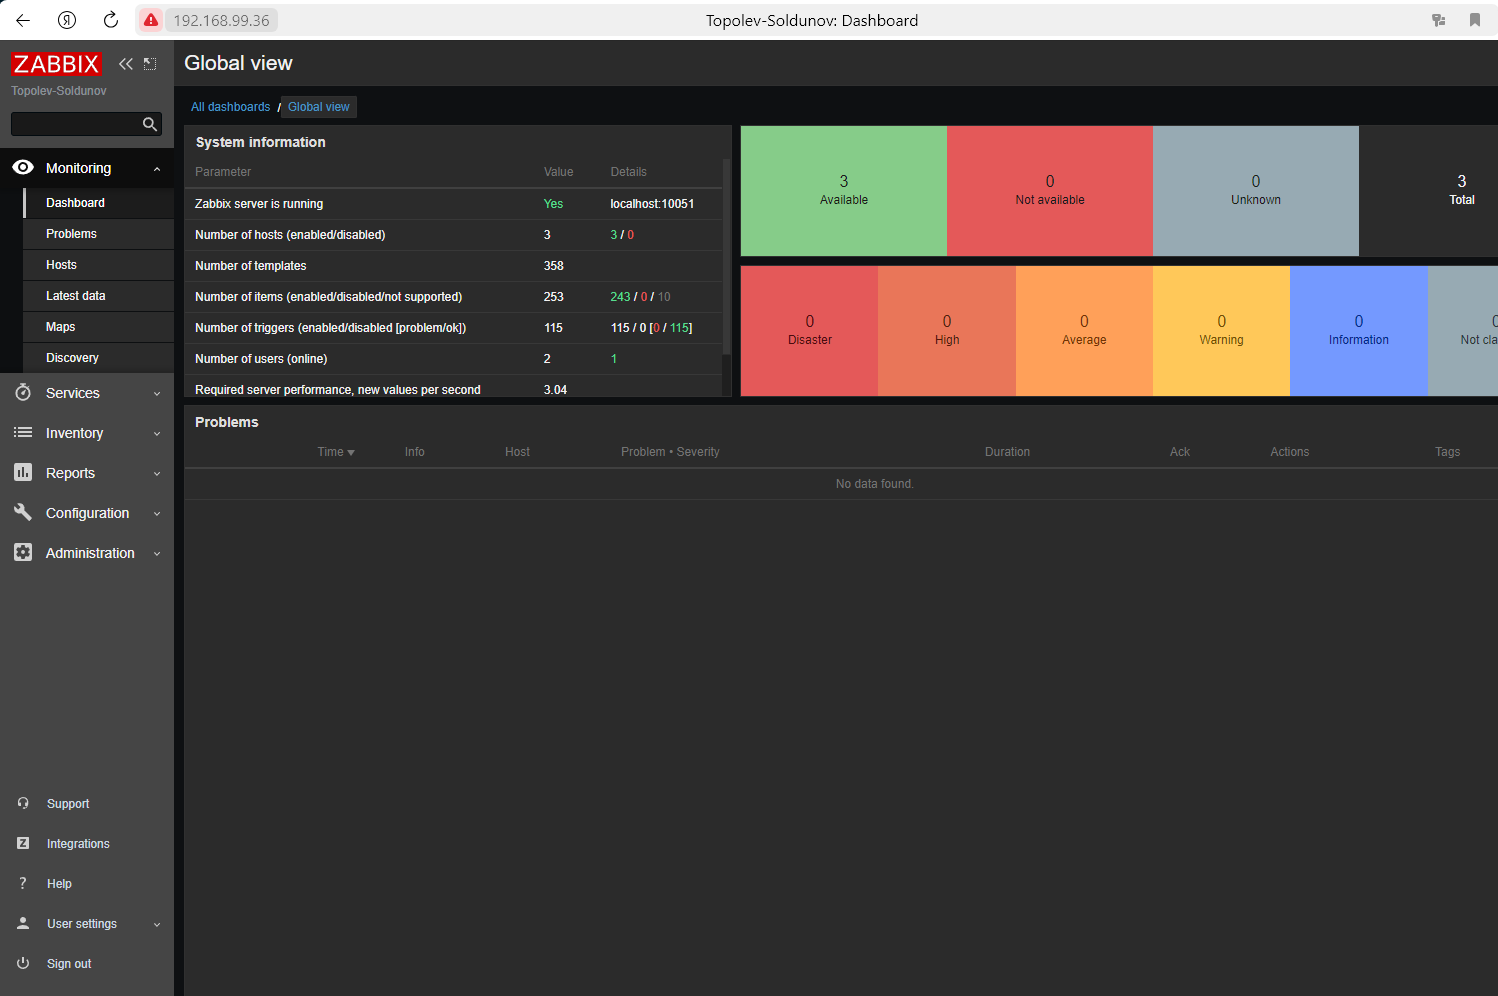 192.168.99.36
Topolev-Soldunov: Dashboard
ZABBIX
Topolev-Soldunov
Monitoring
Dashboard
Problems
Hosts
Latest data
Maps
Discovery
Services
Inventory
Reports
Configuration
Administration
Support
Integrations
Help
User settings
Sign out
Global view
All dashboards / Global view
System information
Parameter Value Details
Zabbix server is running Yes localhost:10051
Number of hosts (enabled/disabled) 3 3 / 0
Number of templates 358
Number of items (enabled/disabled/not supported) 253 243 / 0 / 10
Number of triggers (enabled/disabled [problem/ok]) 115 115 / 0 [0 / 115]
Number of users (online) 2 1
Required server performance, new values per second 3.04
3 Available
0 Not available
0 Unknown
3 Total
0 Disaster
0 High
0 Average
0 Warning
0 Information
0 Not cla
Problems
Time Info Host Problem • Severity Duration Ack Actions Tags
No data found.